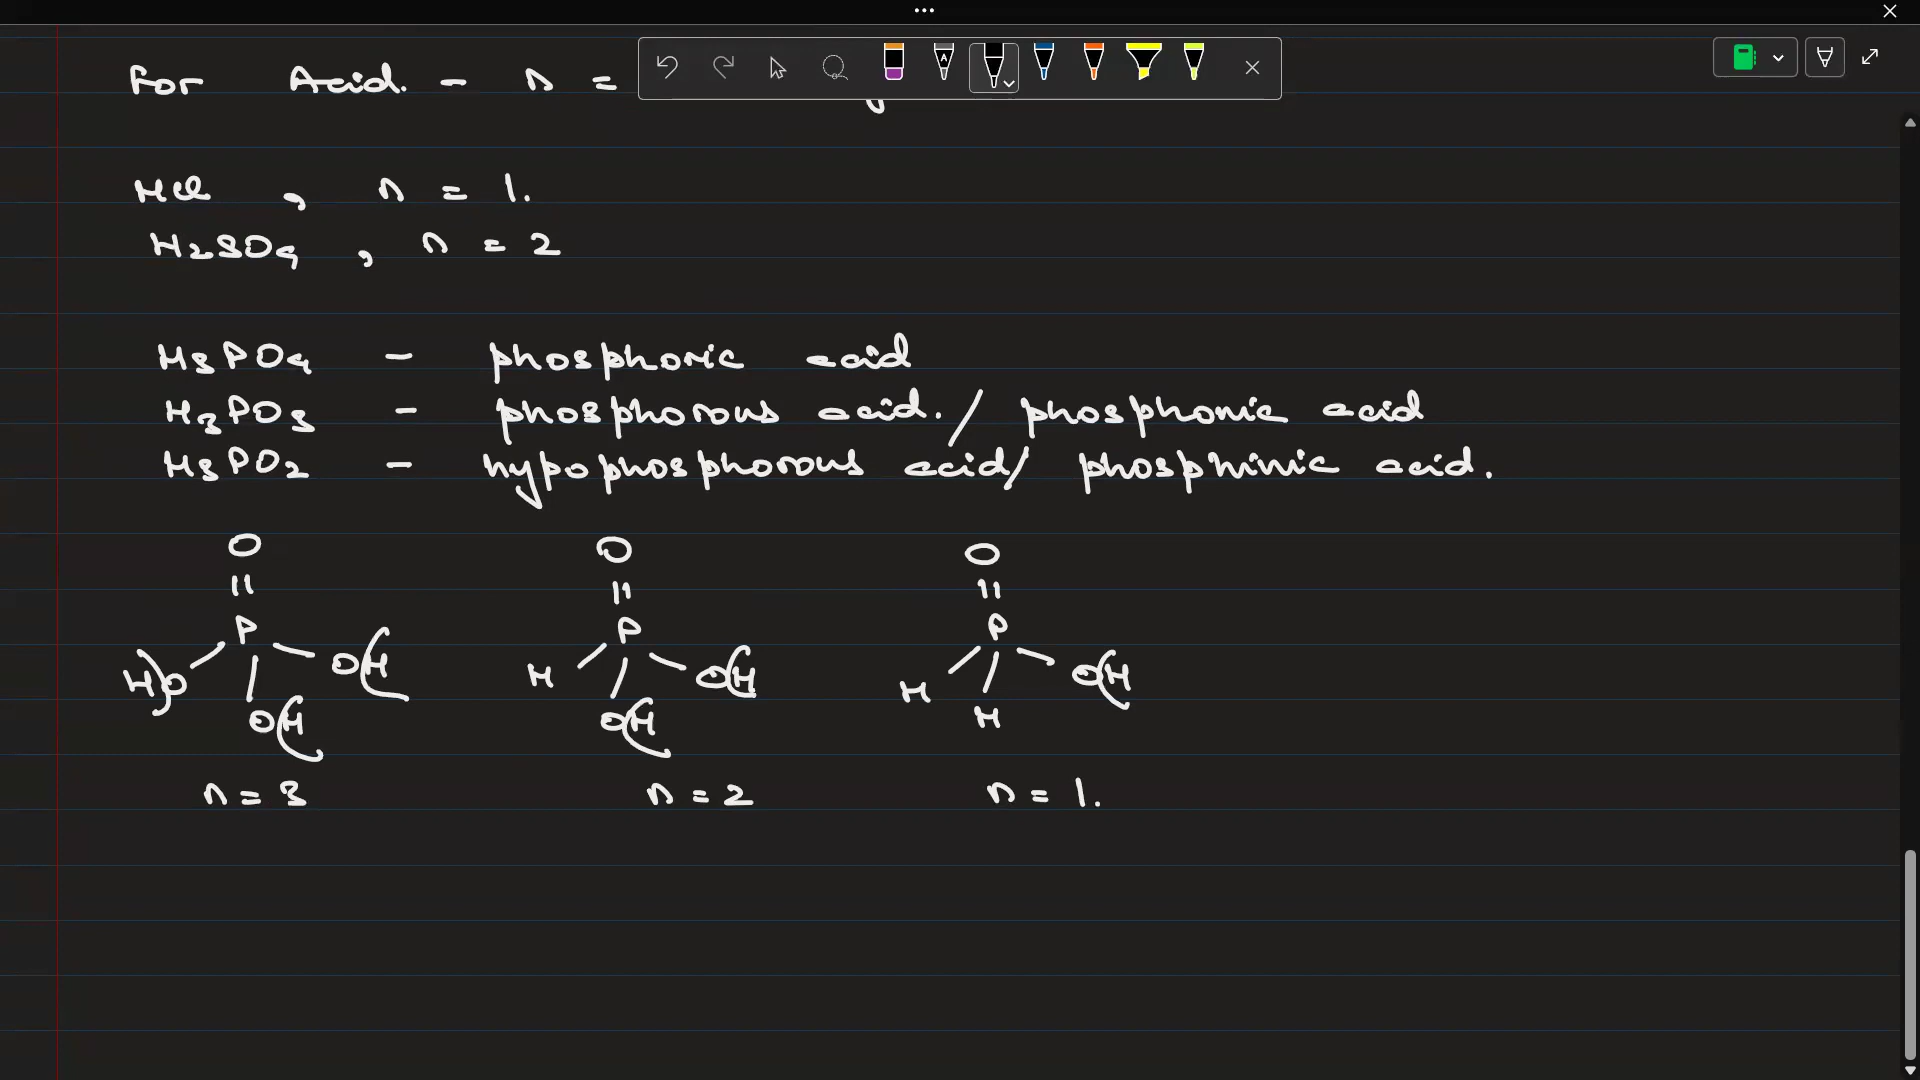 For Acid. - n =
HCl , n = 1.
H2SO4 , n = 2
H3PO4 - phosphoric acid
H3PO3 - phosphorous acid. / phosphonic acid
H3PO2 - hypophosphorous acid/ phosphinic acid.
O O O
|| || ||
P P P
HO OH H OH H OH
OH OH H
n = 3 n = 2 n = 1.